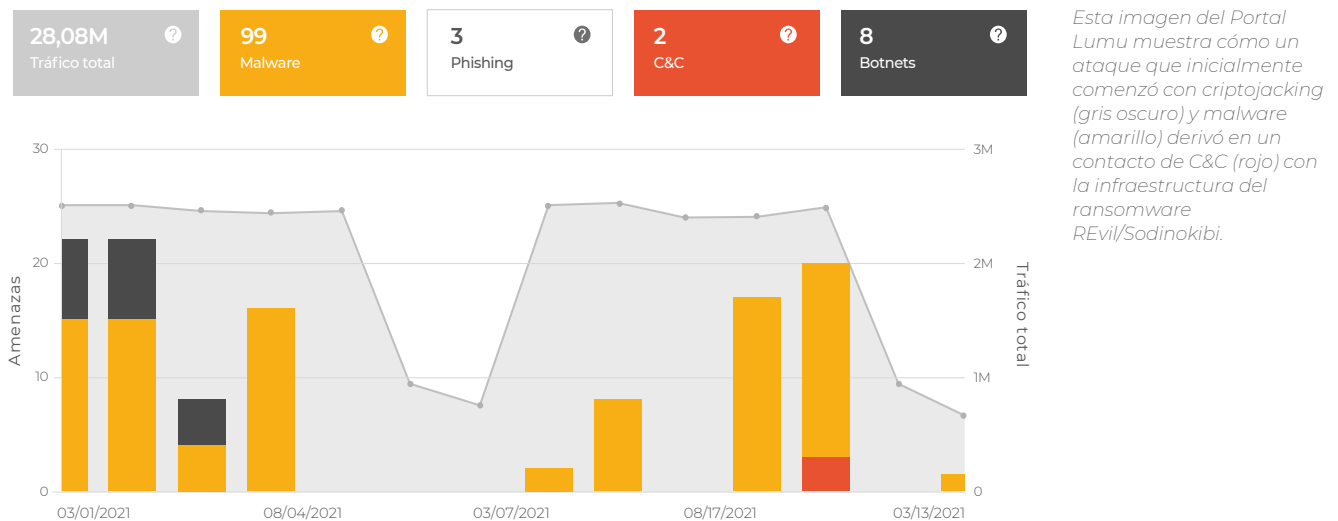 28,08M
Tráfico total
99
Malware
3
Phishing
2
C&C
8
Botnets
Esta imagen del Portal
Lumu muestra cómo un
ataque que inicialmente
comenzó con criptojacking
(gris oscuro) y malware
(amarillo) derivó en un
contacto de C&C (rojo) con
la infraestructura del
ransomware
REvil/Sodinokibi.
30
20
10
0
Amenazas
3M
2M
1M
0
Tráfico total
03/01/2021
08/04/2021
03/07/2021
08/17/2021
03/13/2021